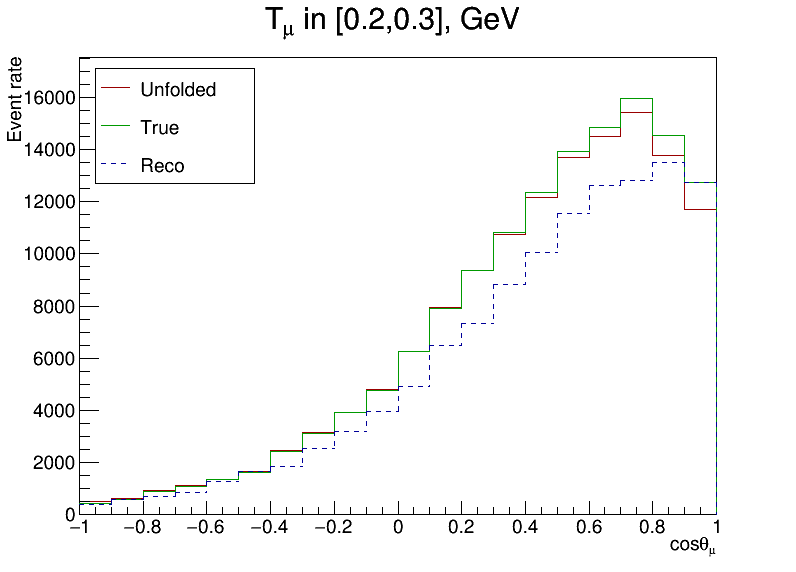 Tμ in [0.2,0.3], GeV
Event rate
Unfolded
True
Reco
16000
14000
12000
10000
8000
6000
4000
2000
0
−1 −0.8 −0.6 −0.4 −0.2 0 0.2 0.4 0.6 0.8 1
cosθμ